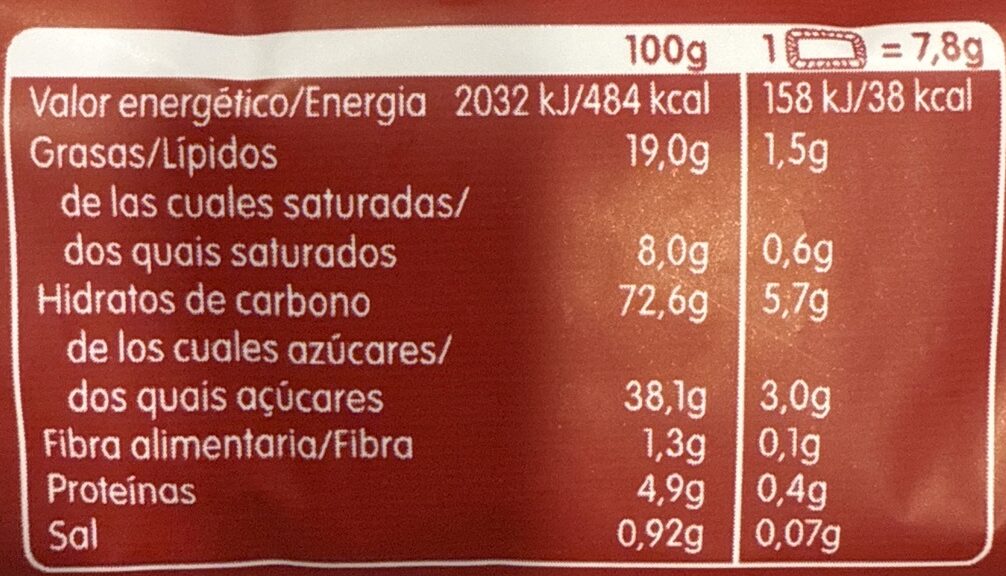 100g 1 = 7,8g
Valor energético/Energia 2032 kJ/484 kcal 158 kJ/38 kcal
Grasas/Lípidos 19,0g 1,5g
de las cuales saturadas/
dos quais saturados 8,0g 0,6g
Hidratos de carbono 72,6g 5,7g
de los cuales azúcares/
dos quais açúcares 38,1g 3,0g
Fibra alimentaria/Fibra 1,3g 0,1g
Proteínas 4,9g 0,4g
Sal 0,92g 0,07g